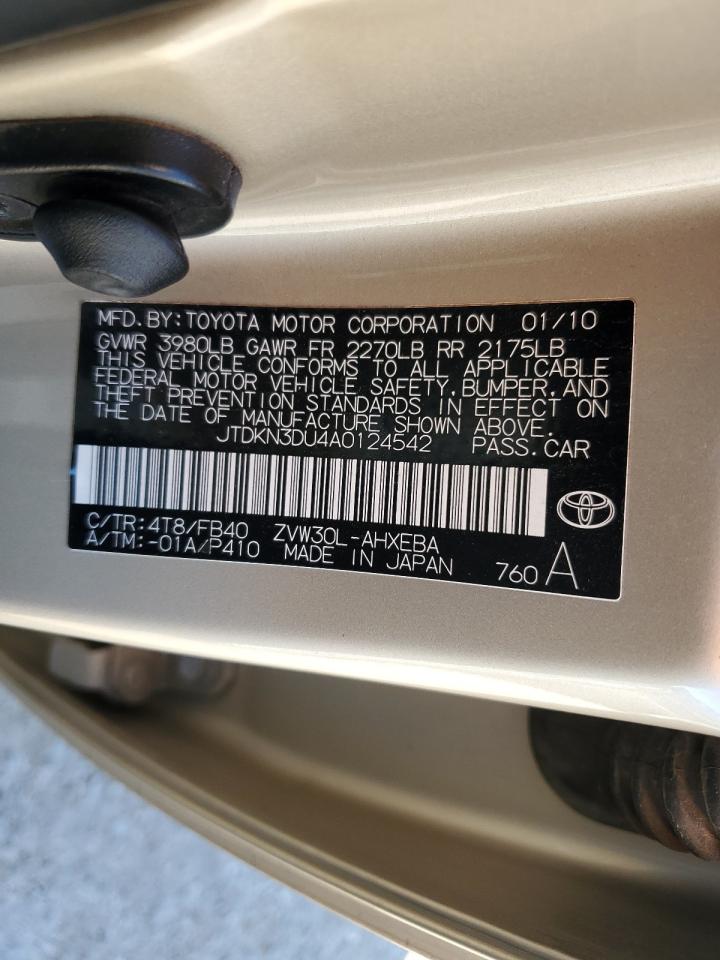 MFD.BY:TOYOTA MOTOR CORPORATION 01/10
GVWR 3980LB GAWR FR 2270LB RR 2175LB
THIS VEHICLE CONFORMS TO ALL APPLICABLE
FEDERAL MOTOR VEHICLE SAFETY,BUMPER,AND
THEFT PREVENTION STANDARDS IN EFFECT ON
THE DATE OF MANUFACTURE SHOWN ABOVE.
JTDKN3DU4A0124542 PASS.CAR
C/TR:4T8/FB40 ZVW30L-AHXEBA
A/TM:-01A/P410 MADE IN JAPAN
760 A